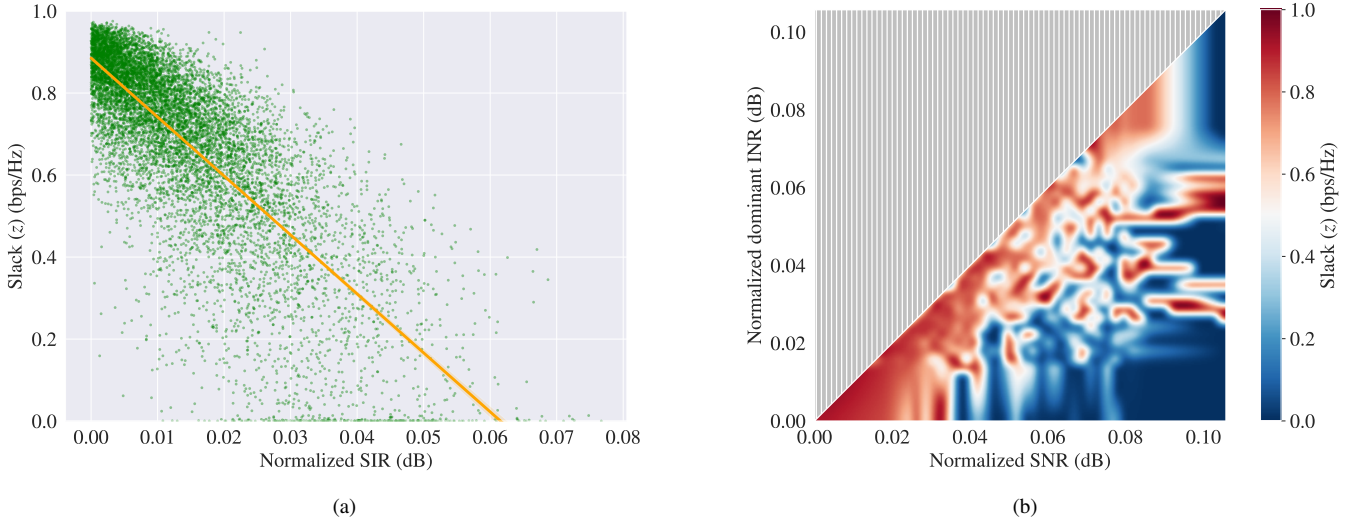 1.0
0.8
0.6
0.4
0.2
0.0
Slack (z) (bps/Hz)
0.00 0.01 0.02 0.03 0.04 0.05 0.06 0.07 0.08
Normalized SIR (dB)
(a)
0.10
0.08
0.06
0.04
0.02
0.00
Normalized dominant INR (dB)
0.00 0.02 0.04 0.06 0.08 0.10
Normalized SNR (dB)
1.0
0.8
0.6
0.4
0.2
0.0
Slack (z) (bps/Hz)
(b)